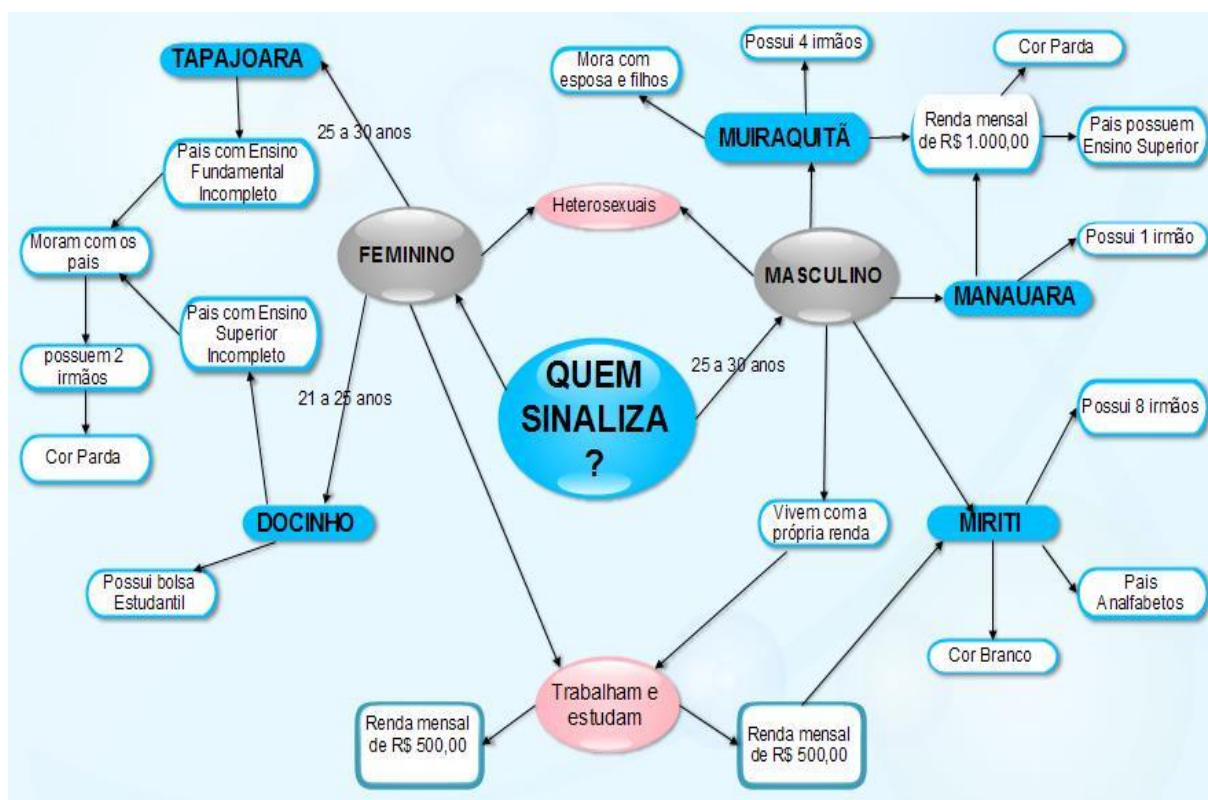 TAPAJOARA
25 a 30 anos
Pais com Ensino
Fundamental
Incompleto
Moram com os
pais
possuem 2
irmãos
Cor Parda
Pais com Ensino
Superior
Incompleto
21 a 25 anos
DOCINHO
Possui bolsa
Estudantil
FEMININO
Heterosexuais
QUEM
SINALIZA
?
25 a 30 anos
MASCULINO
Mora com
esposa e filhos
Possui 4 irmãos
MUIRAQUITÃ
Renda mensal
de R$ 1.000,00
Cor Parda
Pais possuem
Ensino Superior
Possui 1 irmão
MANAUARA
Possui 8 irmãos
MIRITI
Pais
Analfabetos
Cor Branco
Vivem com a
própria renda
Trabalham e
estudam
Renda mensal
de R$ 500,00
Renda mensal
de R$ 500,00